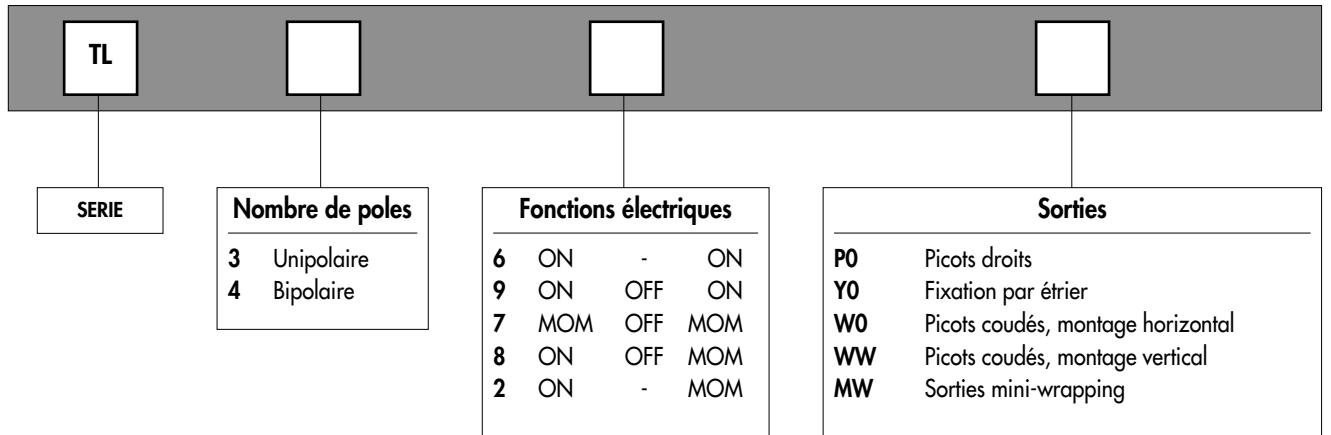 TL
SERIE
Nombre de poles
3 Unipolaire
4 Bipolaire
Fonctions électriques
6 ON - ON
9 ON OFF ON
7 MOM OFF MOM
8 ON OFF MOM
2 ON - MOM
Sorties
P0 Picots droits
Y0 Fixation par étrier
W0 Picots coudés, montage horizontal
WW Picots coudés, montage vertical
MW Sorties mini-wrapping